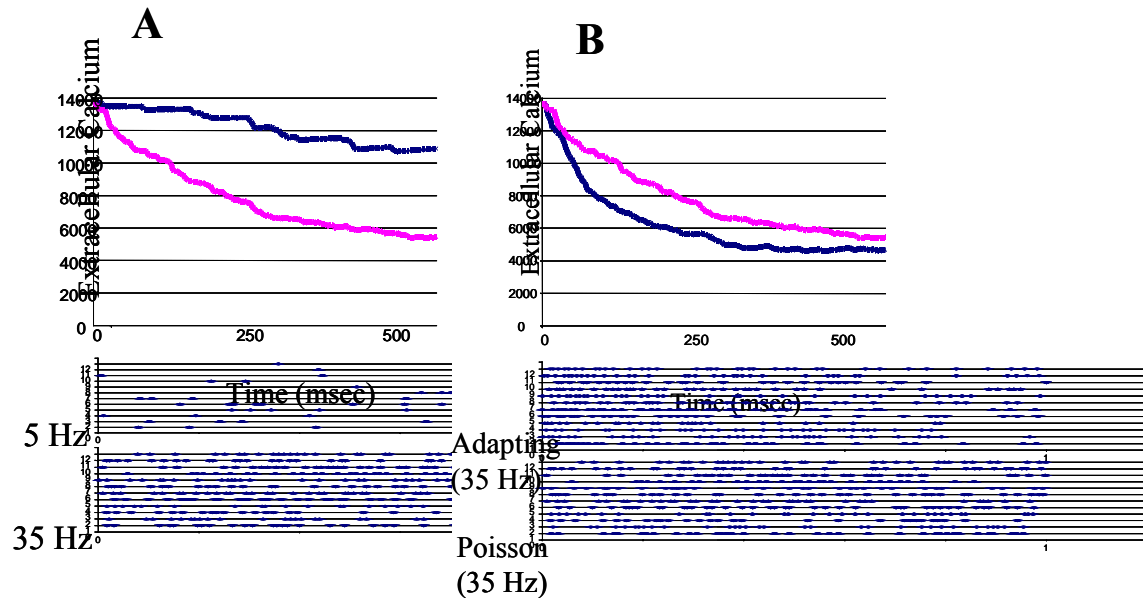 A
Extracellular Calcium
14000
12000
10000
8000
6000
4000
2000
0
0 250 500
Time (msec)
5 Hz
35 Hz
B
Extracellular Calcium
14000
12000
10000
8000
6000
4000
2000
0
0 250 500
Time (msec)
Adapting
(35 Hz)
1
Poisson
(35 Hz)
1